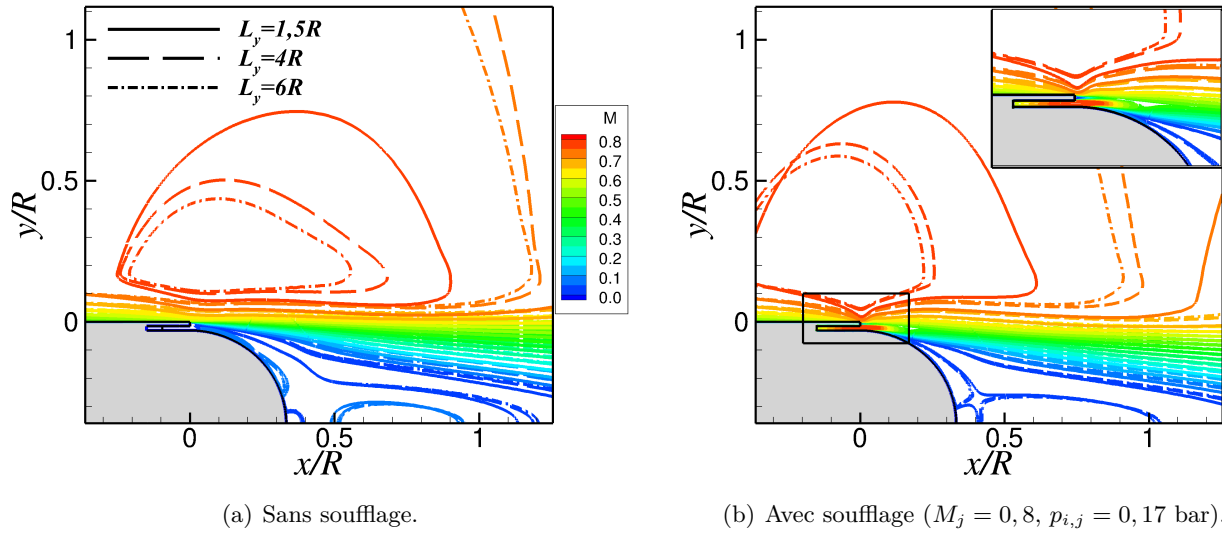 L_y=1,5R
L_y=4R
L_y=6R
y/R
1
0.5
0
0
0.5
1
x/R
M
0.8
0.7
0.6
0.5
0.4
0.3
0.2
0.1
0.0
(a) Sans soufflage.
y/R
1
0.5
0
0
0.5
1
x/R
(b) Avec soufflage (M_j = 0, 8, p_{i,j} = 0, 17 bar).